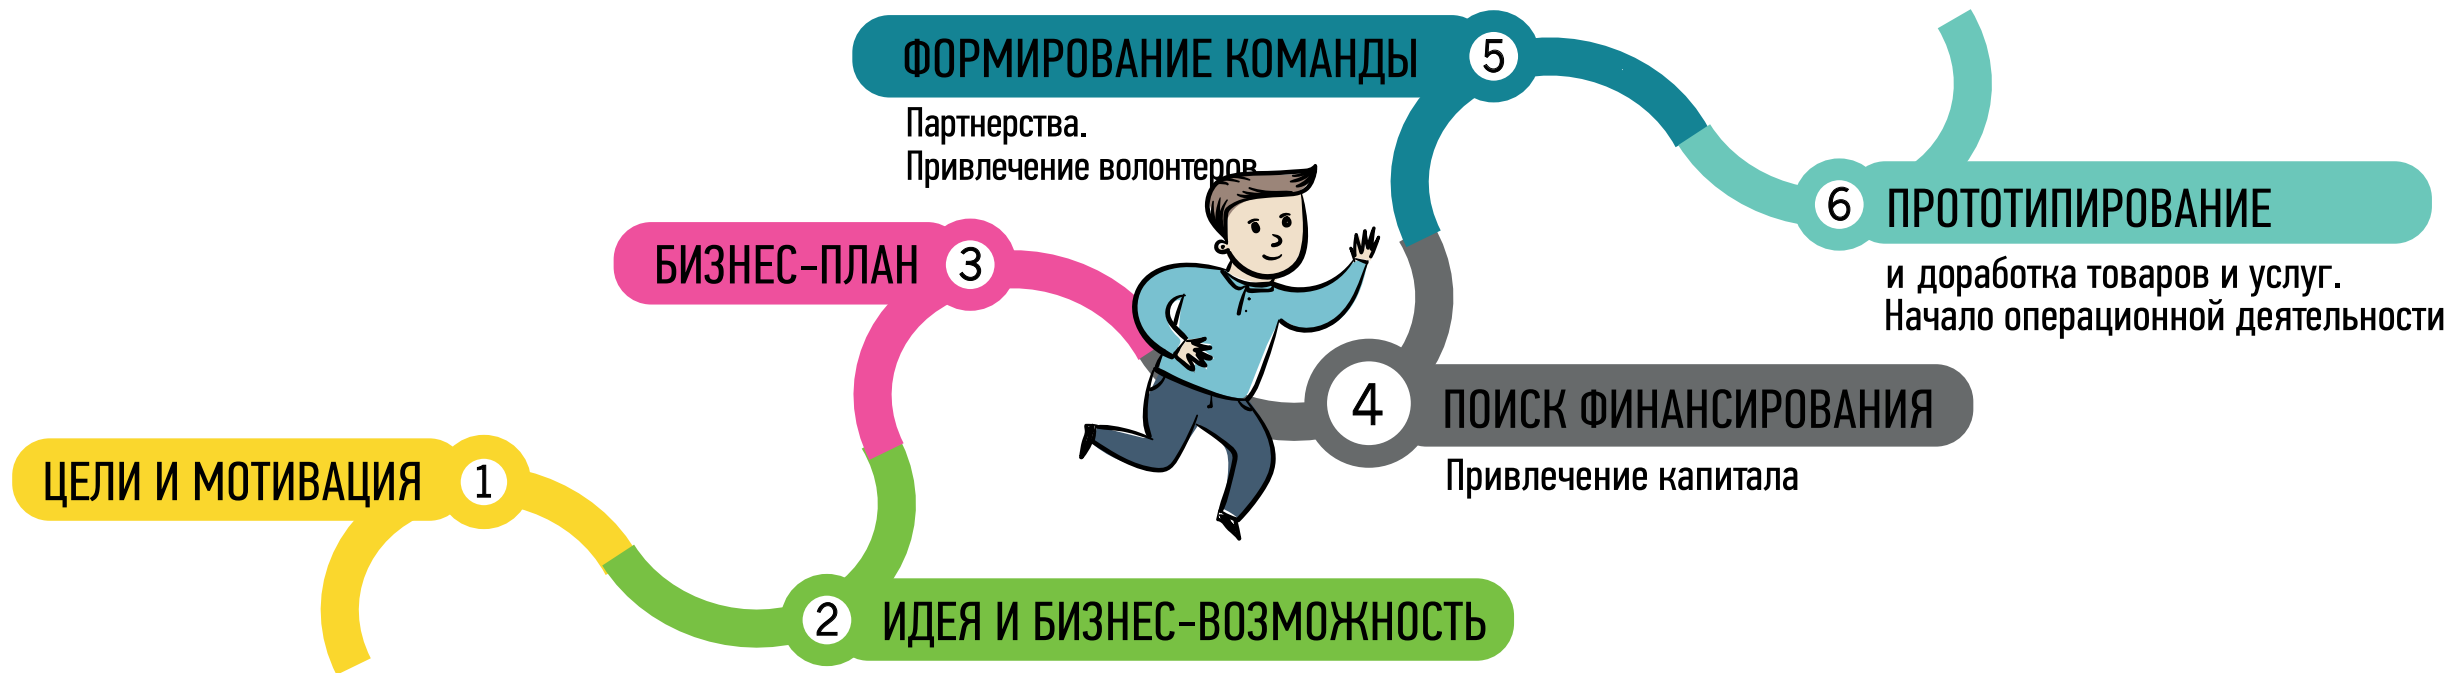 ЦЕЛИ И МОТИВАЦИЯ 1
2 ИДЕЯ И БИЗНЕС-ВОЗМОЖНОСТЬ
БИЗНЕС-ПЛАН 3
4 ПОИСК ФИНАНСИРОВАНИЯ
Привлечение капитала
ФОРМИРОВАНИЕ КОМАНДЫ 5
Партнерства.
Привлечение волонтеров
6 ПРОТОТИПИРОВАНИЕ
и доработка товаров и услуг.
Начало операционной деятельности